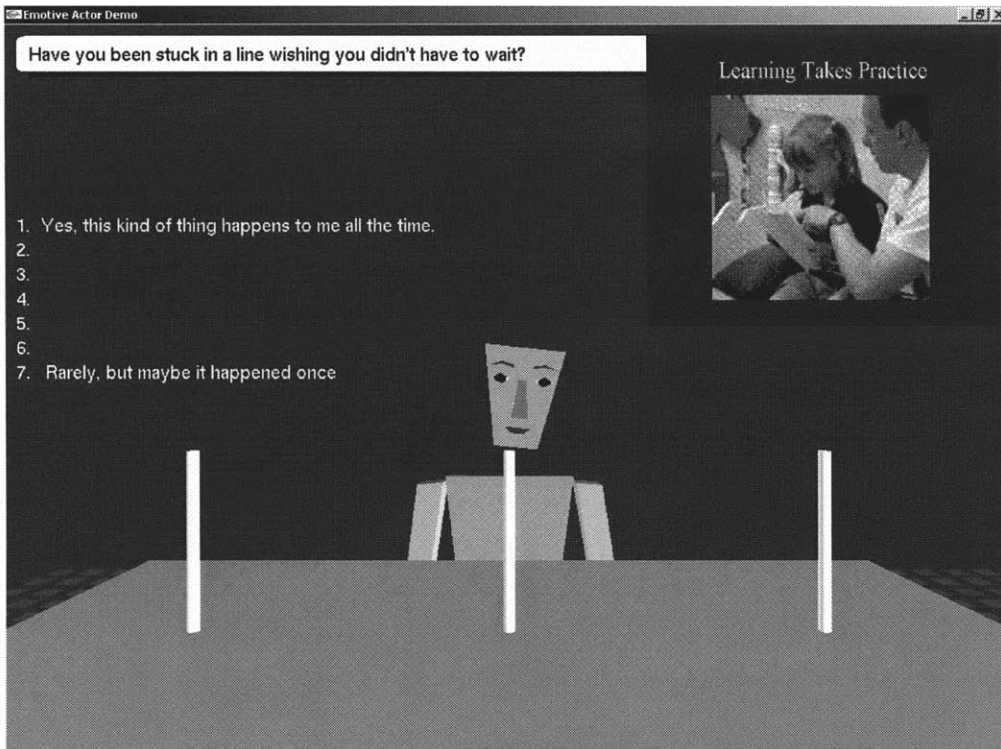 Emotive Actor Demo
Have you been stuck in a line wishing you didn't have to wait?
Learning Takes Practice
1. Yes, this kind of thing happens to me all the time.
2.
3.
4.
5.
6.
7. Rarely, but maybe it happened once